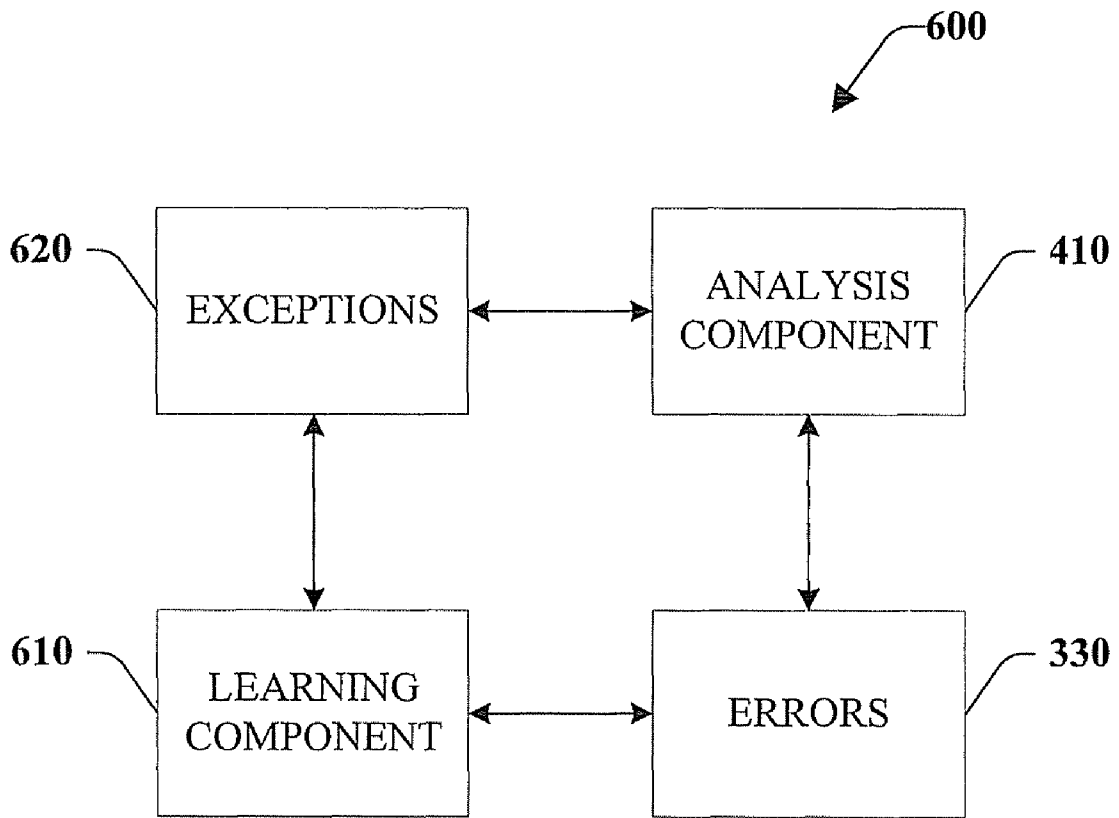 600
620
EXCEPTIONS
ANALYSIS
COMPONENT
410
610
LEARNING
COMPONENT
ERRORS
330